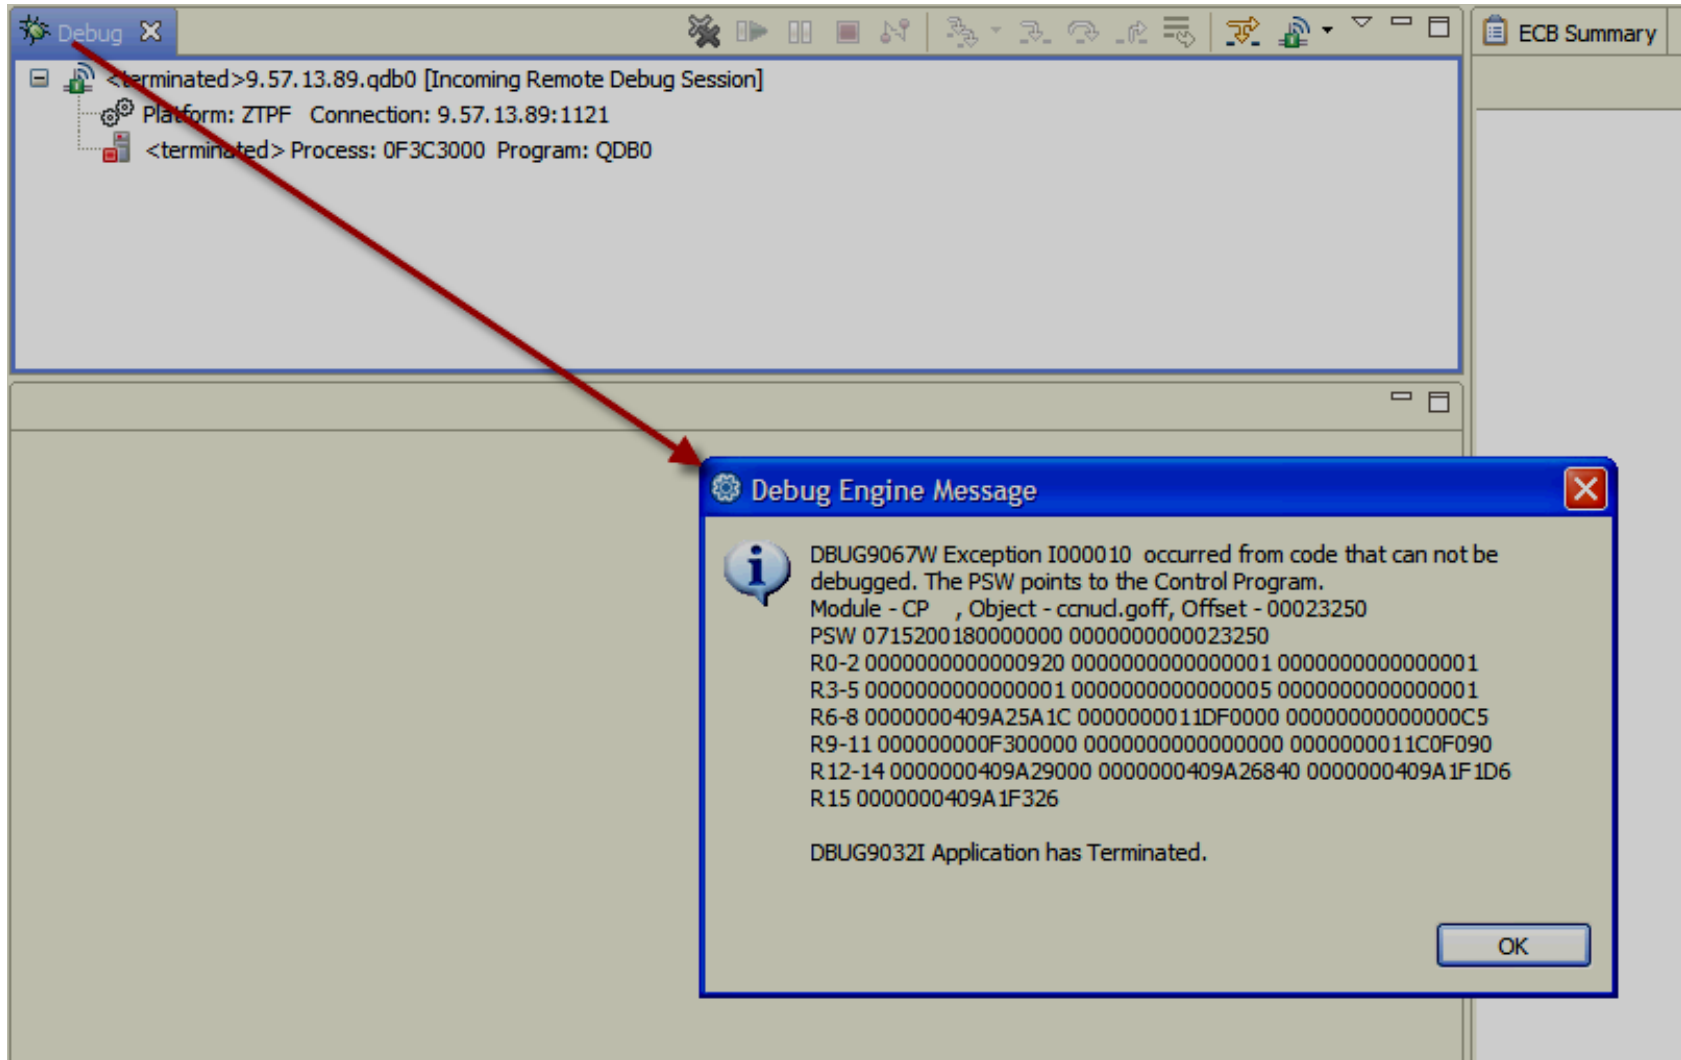 Debug
ECB Summary
<terminated>9.57.13.89.qdb0 [Incoming Remote Debug Session]
Platform: ZTPF Connection: 9.57.13.89:1121
<terminated> Process: 0F3C3000 Program: QDB0
Debug Engine Message
DBUG9067W Exception I000010 occurred from code that can not be
debugged. The PSW points to the Control Program.
Module - CP , Object - ccnucl.goff, Offset - 00023250
PSW 0715200180000000 0000000000023250
R0-2 0000000000000920 0000000000000001 0000000000000001
R3-5 0000000000000001 0000000000000005 0000000000000001
R6-8 0000000409A25A1C 0000000011DF0000 00000000000000C5
R9-11 000000000F300000 0000000000000000 0000000011C0F090
R12-14 0000000409A29000 0000000409A26840 0000000409A1F1D6
R15 0000000409A1F326
DBUG9032I Application has Terminated.
OK